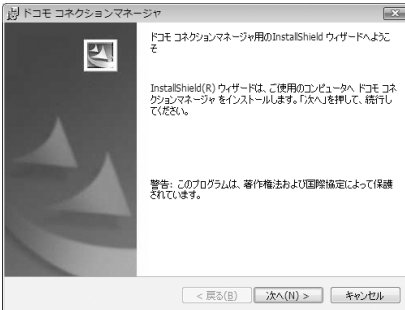 ドコモ コネクションマネージャ
ドコモ コネクションマネージャ用のInstallShield ウィザードへようこ
そ
InstallShield(R) ウィザードは、ご使用のコンピュータへ ドコモ コネ
クションマネージャ をインストールします。「次へ」を押して、続行し
てください。
警告: このプログラムは、著作権法および国際協定によって保護
されています。
< 戻る(B) 次へ(N) > キャンセル